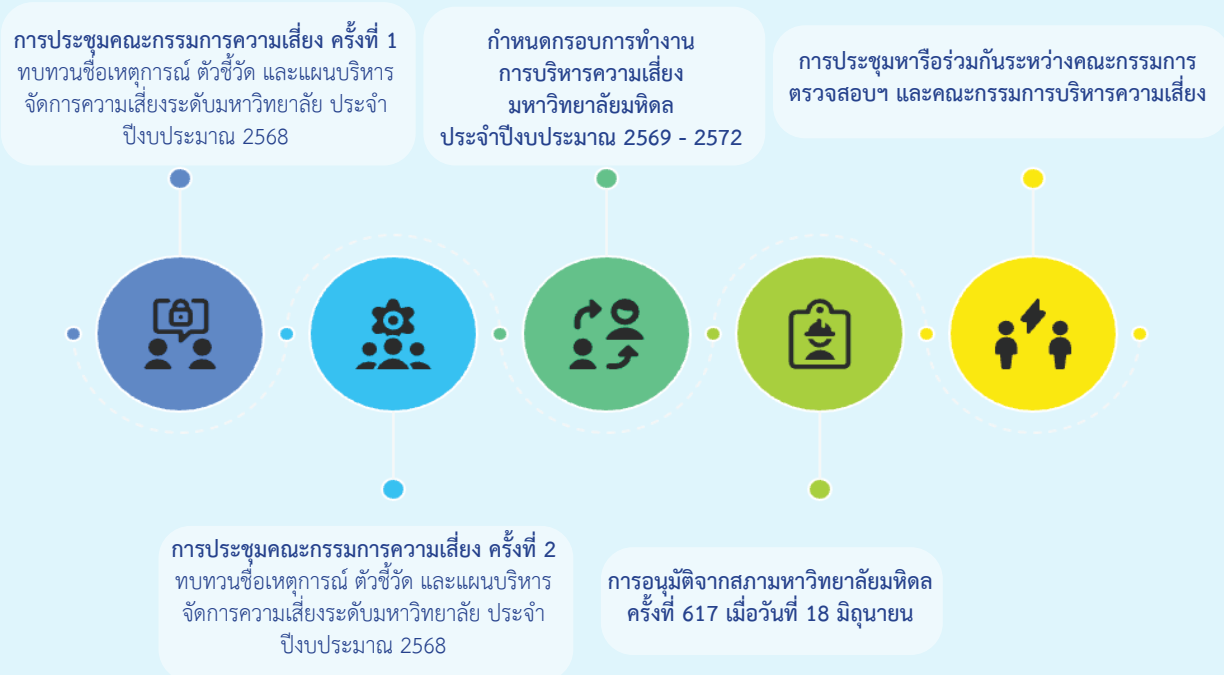 การประชุมคณะกรรมการความเสี่ยง ครั้งที่ 1
ทบทวนชื่อเหตุการณ์ ตัวชี้วัด และแผนบริหาร
จัดการความเสี่ยงระดับมหาวิทยาลัย ประจำ
ปีงบประมาณ 2568
กำหนดกรอบการทำงาน
การบริหารความเสี่ยง
มหาวิทยาลัยมหิดล
ประจำปีงบประมาณ 2569 - 2572
การประชุมหารือร่วมกันระหว่างคณะกรรมการ
ตรวจสอบฯ และคณะกรรมการบริหารความเสี่ยง
การประชุมคณะกรรมการความเสี่ยง ครั้งที่ 2
ทบทวนชื่อเหตุการณ์ ตัวชี้วัด และแผนบริหาร
จัดการความเสี่ยงระดับมหาวิทยาลัย ประจำ
ปีงบประมาณ 2568
การอนุมัติจากสภามหาวิทยาลัยมหิดล
ครั้งที่ 617 เมื่อวันที่ 18 มิถุนายน